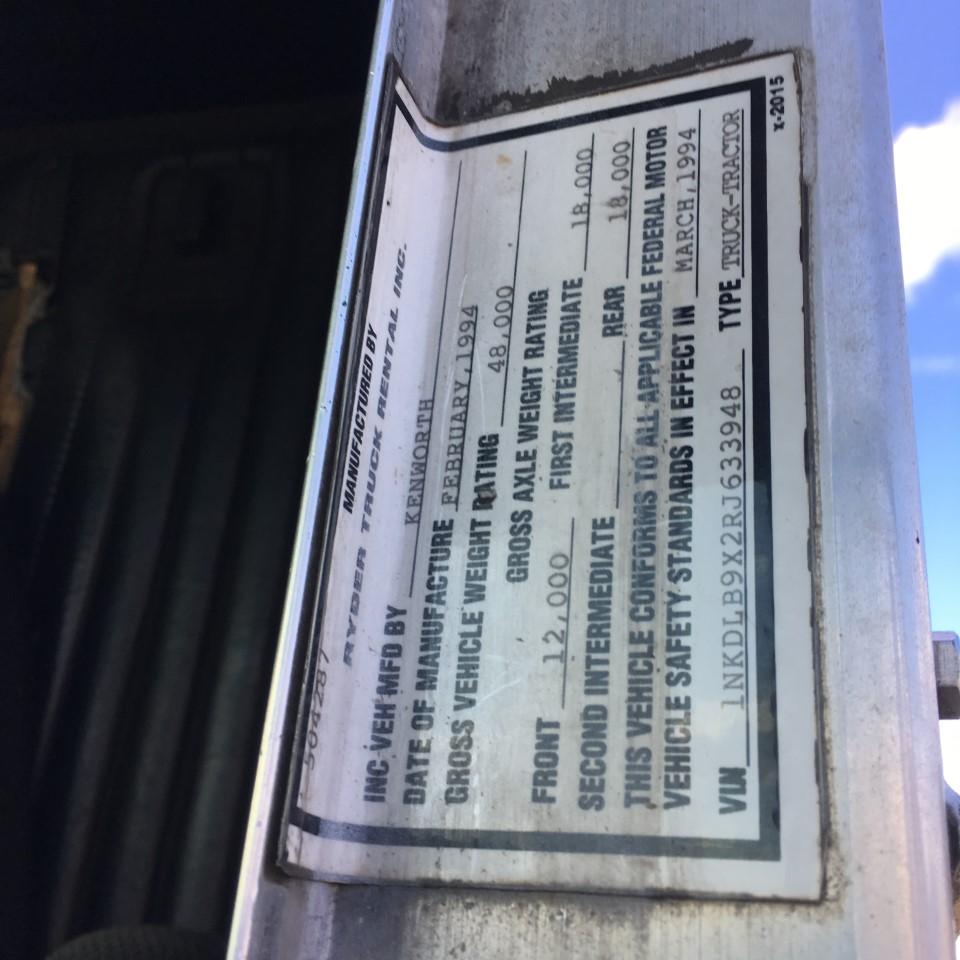 504287
MANUFACTURED BY
RYDER TRUCK RENTAL INC.
INC VEH MFD BY KENWORTH
DATE OF MANUFACTURE FEBRUARY,1994
GROSS VEHICLE WEIGHT RATING 48,000
GROSS AXLE WEIGHT RATING
FRONT 12,000 FIRST INTERMEDIATE 18,000
SECOND INTERMEDIATE REAR 18,000
THIS VEHICLE CONFORMS TO ALL APPLICABLE FEDERAL MOTOR
VEHICLE SAFETY STANDARDS IN EFFECT IN MARCH,1994
VIN 1NKDLB9X2RJ633948 TYPE TRUCK-TRACTOR
X-2015